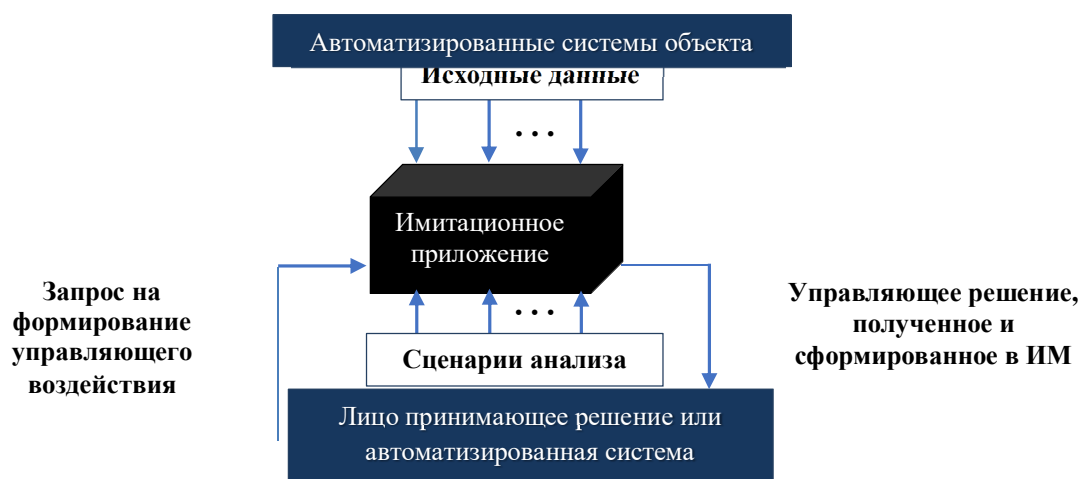 Автоматизированные системы объекта
Исходные данные
...
Имитационное
приложение
Запрос на
формирование
управляющего
воздействия
Управляющее решение,
полученное и
сформированное в ИМ
...
Сценарии анализа
Лицо принимающее решение или
автоматизированная система